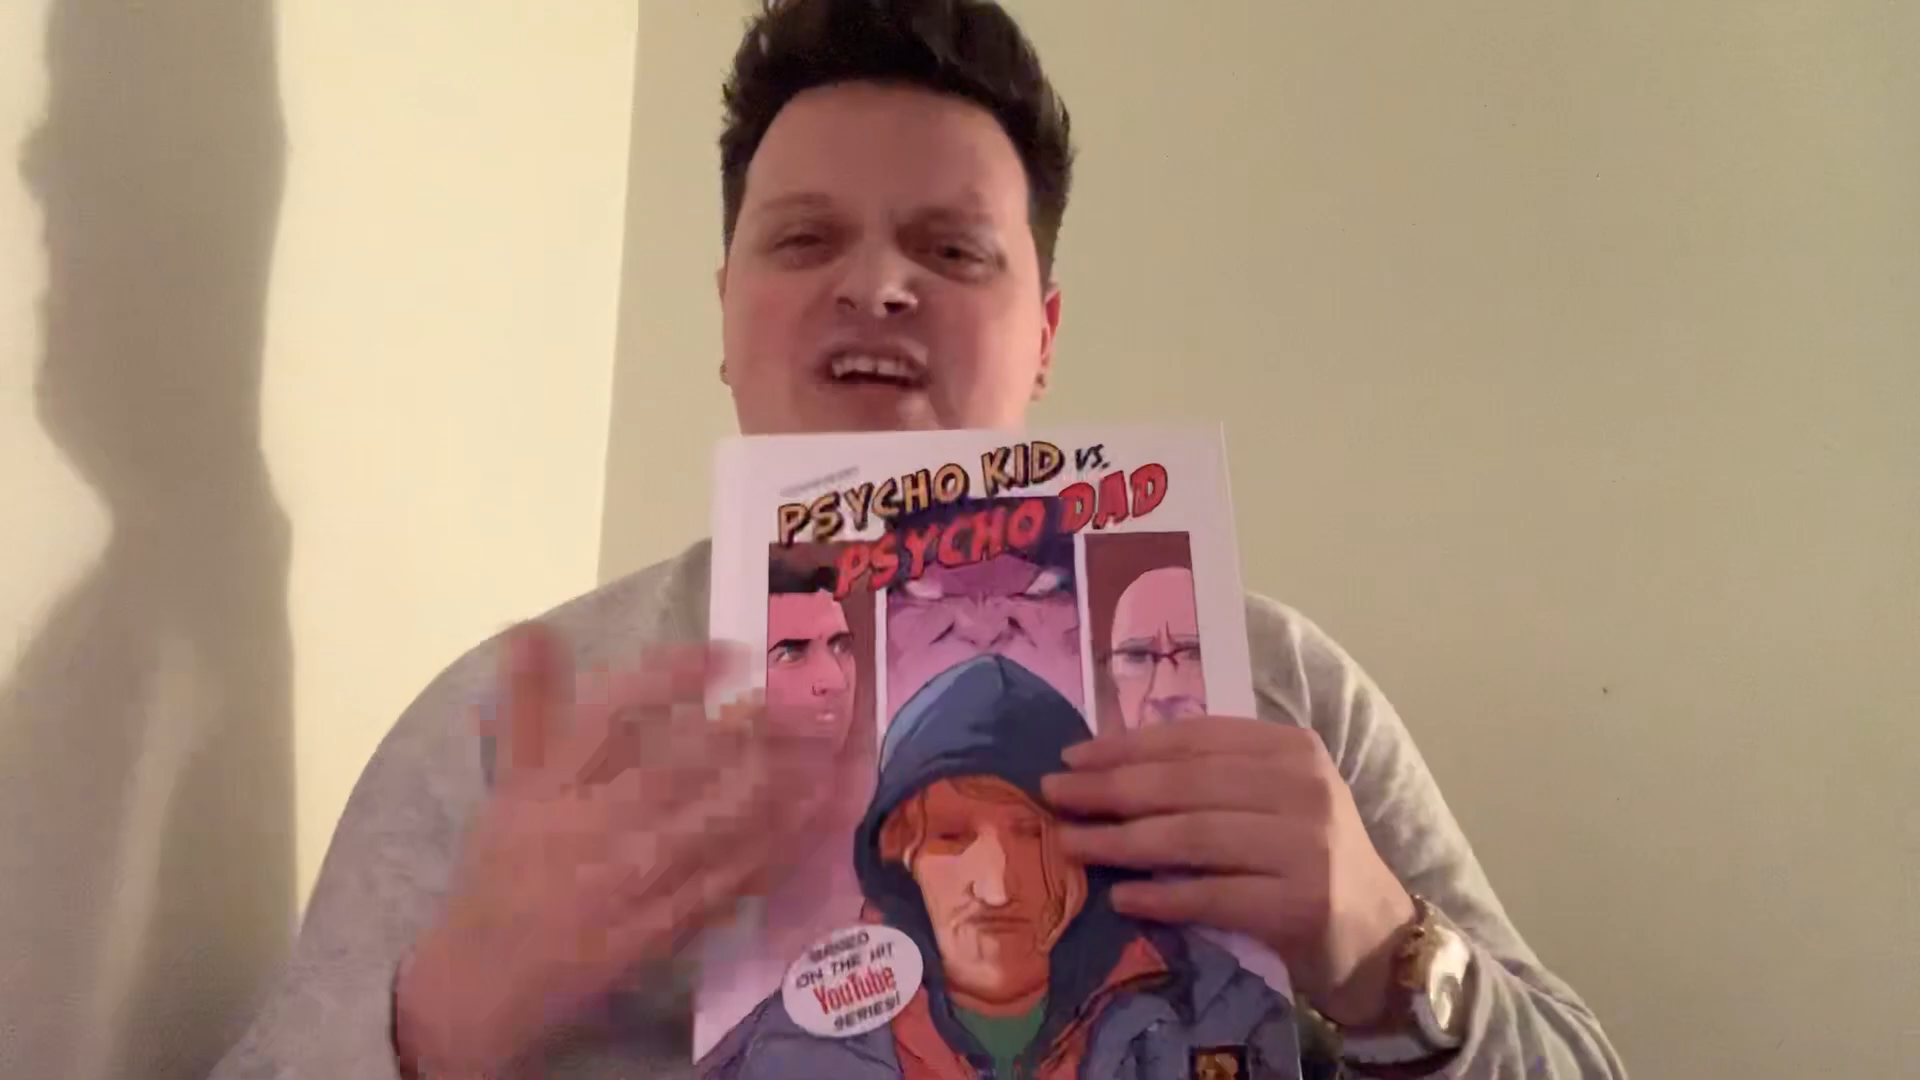 PSYCHO KID VS.
PSYCHO DAD
BASED
ON THE HIT
YouTube
SERIES!